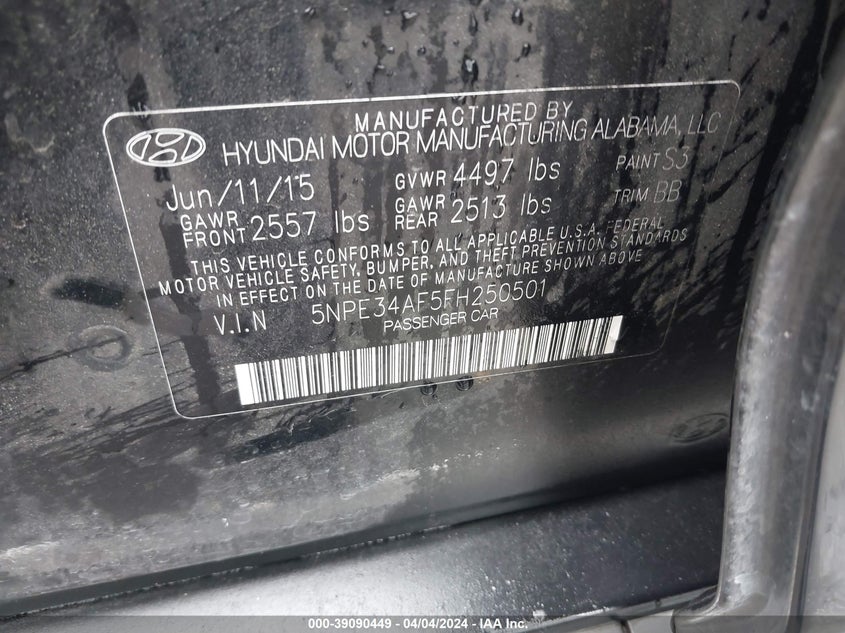 MANUFACTURED BY
HYUNDAI MOTOR MANUFACTURING ALABAMA, LLC
Jun/11/15 GVWR 4497 lbs PAINT S3
GAWR FRONT 2557 lbs GAWR REAR 2513 lbs TRIM BB
THIS VEHICLE CONFORMS TO ALL APPLICABLE U.S.A. FEDERAL
MOTOR VEHICLE SAFETY, BUMPER, AND THEFT PREVENTION STANDARDS
IN EFFECT ON THE DATE OF MANUFACTURE SHOWN ABOVE
V.I.N 5NPE34AF5FH250501
PASSENGER CAR
000-39090449 - 04/04/2024 - IAA Inc.